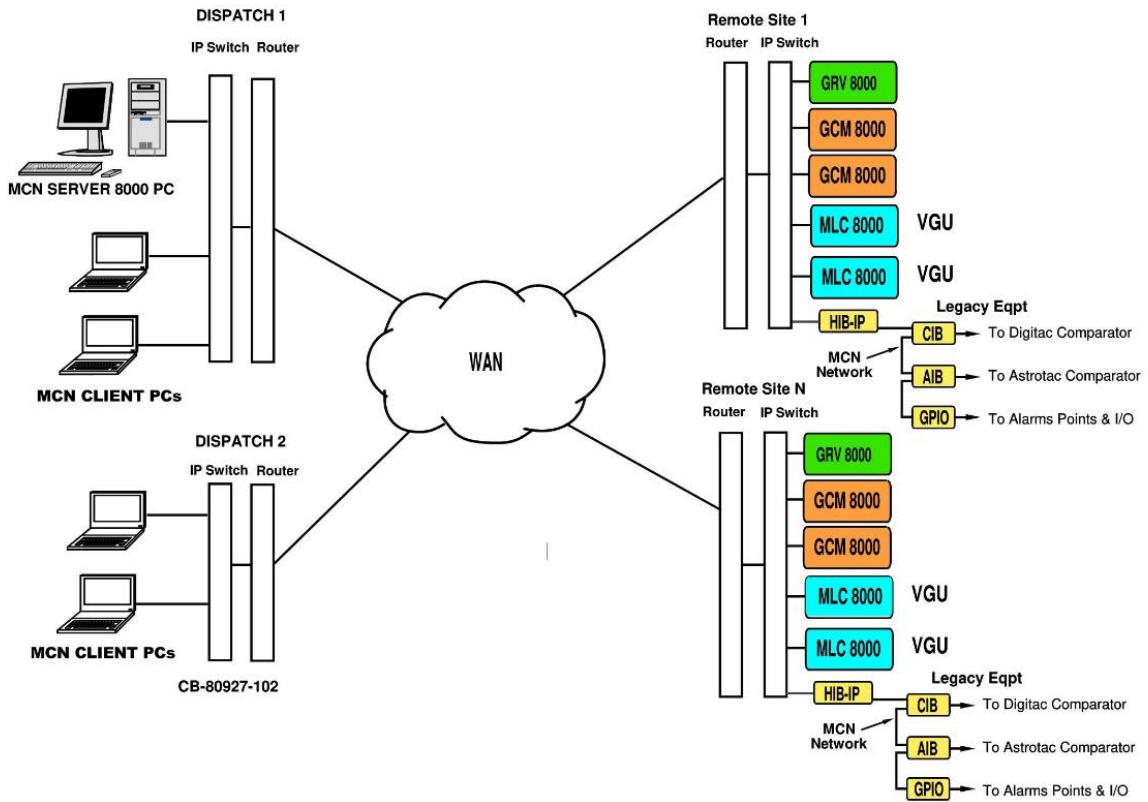 DISPATCH 1
IP Switch Router
MCN SERVER 8000 PC
MCN CLIENT PCs
DISPATCH 2
IP Switch Router
MCN CLIENT PCs
CB-80927-102
WAN
Remote Site 1
Router IP Switch
GRV 8000
GCM 8000
GCM 8000
MLC 8000 VGU
MLC 8000 VGU
Legacy Eqpt
HIB-IP
CIB To Digitac Comparator
MCN
Network
AIB To Astrotac Comparator
GPIO To Alarms Points & I/O
Remote Site N
Router IP Switch
GRV 8000
GCM 8000
GCM 8000
MLC 8000 VGU
MLC 8000 VGU
Legacy Eqpt
HIB-IP
CIB To Digitac Comparator
MCN
Network
AIB To Astrotac Comparator
GPIO To Alarms Points & I/O